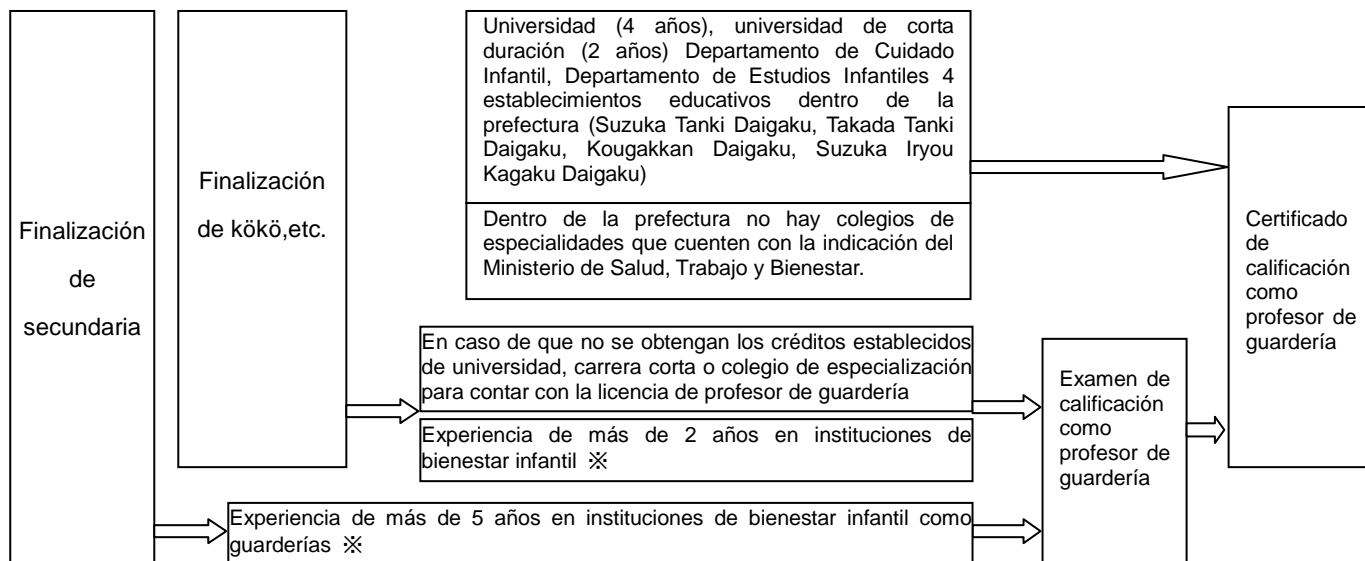 Finalización
de
secundaria
Finalización
de kökö,etc.
Universidad (4 años), universidad de corta
duración (2 años) Departamento de Cuidado
Infantil, Departamento de Estudios Infantiles 4
establecimientos educativos dentro de la
prefectura (Suzuka Tanki Daigaku, Takada Tanki
Daigaku, Kougakkan Daigaku, Suzuka Iryou
Kagaku Daigaku)
Dentro de la prefectura no hay colegios de
especialidades que cuenten con la indicación del
Ministerio de Salud, Trabajo y Bienestar.
En caso de que no se obtengan los créditos establecidos
de universidad, carrera corta o colegio de especialización
para contar con la licencia de profesor de guardería
Experiencia de más de 2 años en instituciones de
bienestar infantil ※
Experiencia de más de 5 años en instituciones de bienestar infantil como
guarderías ※
Examen de
calificación
como
profesor de
guardería
Certificado
de
calificación
como
profesor de
guardería